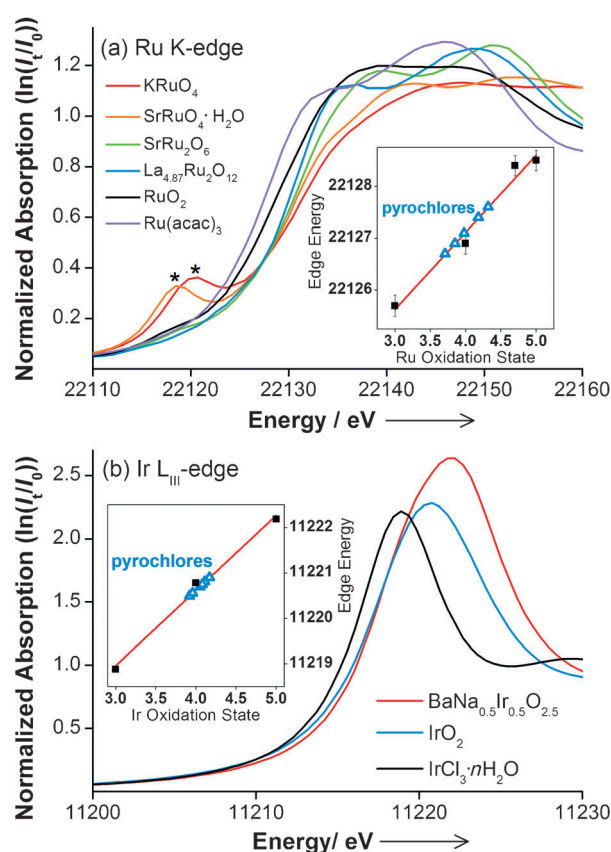 (a) Ru K-edge
Normalized Absorption (ln(I_t/I_0))
1.2
1.0
0.8
0.6
0.4
0.2
KRuO₄
SrRuO₄· H₂O
SrRu₂O₆
La₄.₈₇Ru₂O₁₂
RuO₂
Ru(acac)₃
* *
Edge Energy
22128
22127
22126
pyrochlores
3.0 3.5 4.0 4.5 5.0
Ru Oxidation State
22110 22120 22130 22140 22150 22160
Energy / eV
(b) Ir L_III-edge
Normalized Absorption (ln(I_t/I_0))
2.5
2.0
1.5
1.0
0.5
pyrochlores
11222
11221
11220
11219
Edge Energy
3.0 3.5 4.0 4.5 5.0
Ir Oxidation State
BaNa₀.₅Ir₀.₅O₂.₅
IrO₂
IrCl₃·nH₂O
11200 11210 11220 11230
Energy/ eV